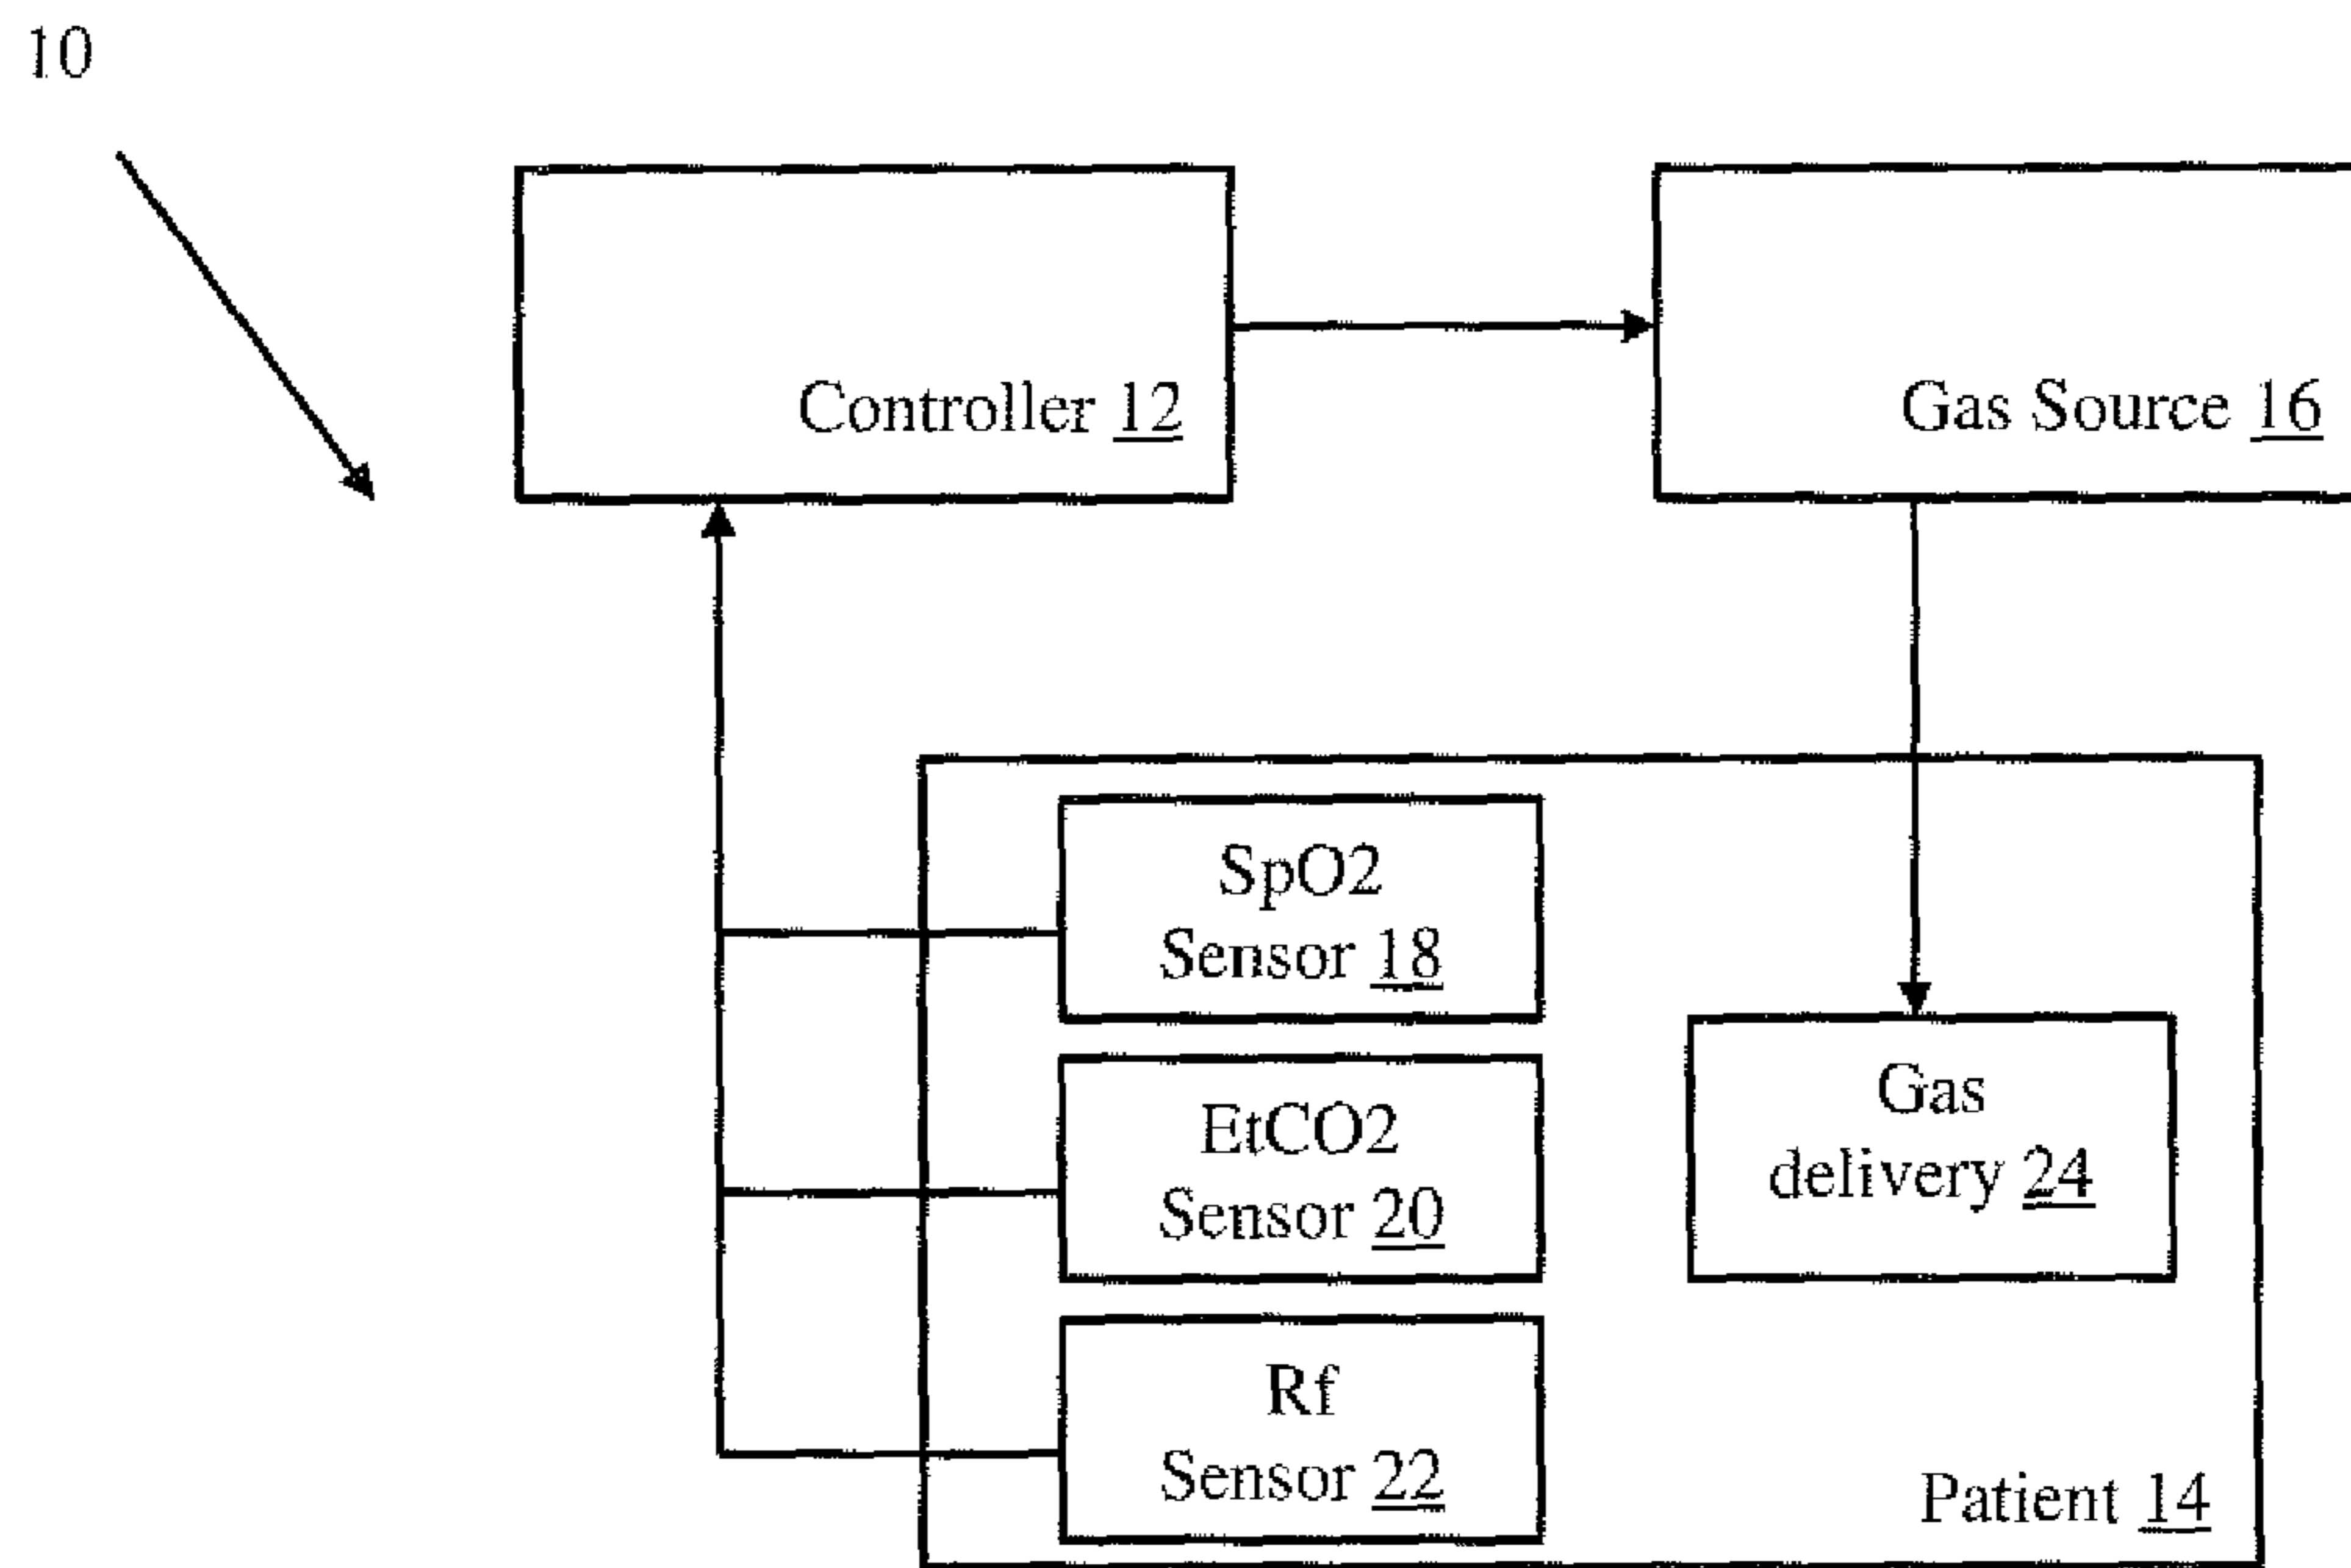 10
Controller 12
Gas Source 16
SpO2
Sensor 18
EtCO2
Sensor 20
Gas
delivery 24
Rf
Sensor 22
Patient 14